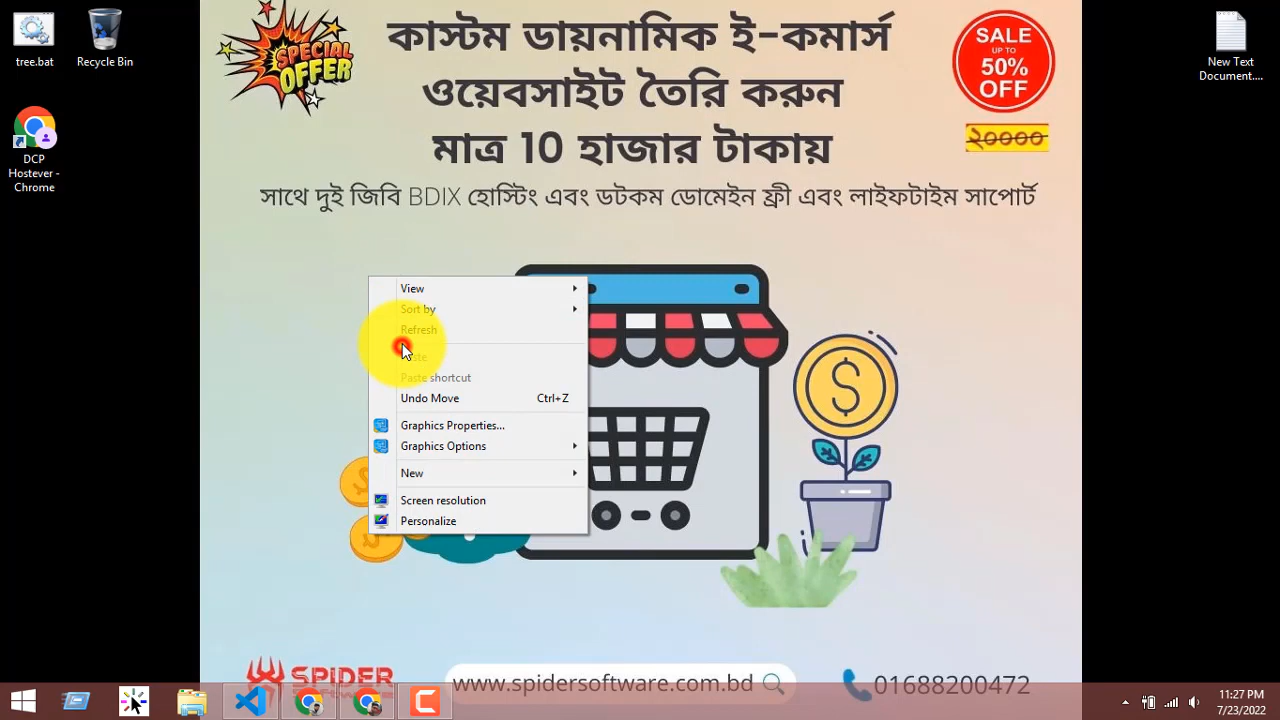 tree.bat
Recycle Bin
DCP
Hostever -
Chrome
New Text
Document....
SPECIAL
OFFER
কাস্টম ডায়নামিক ই-কমার্স
ওয়েবসাইট তৈরি করুন
মাত্র 10 হাজার টাকায়
SALE
UP TO
50%
OFF
২০০০০
সাথে দুই জিবি BDIX হোস্টিং এবং ডটকম ডোমেইন ফ্রী এবং লাইফটাইম সাপোর্ট
View
Sort by
Refresh
Paste shortcut
Undo Move Ctrl+Z
Graphics Properties...
Graphics Options
New
Screen resolution
Personalize
SPIDER
www.spidersoftware.com.bd
01688200472
11:27 PM
7/23/2022